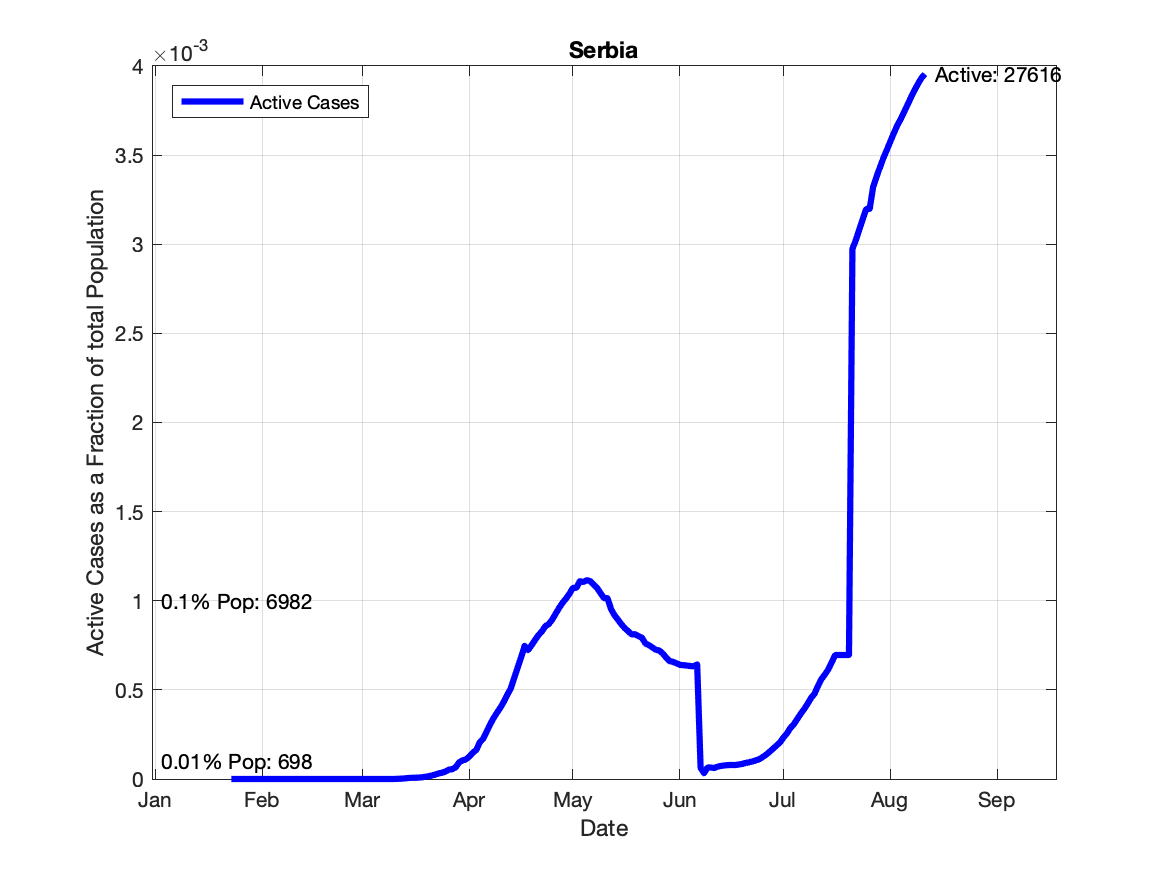 Serbia
×10-3
Active: 27616
Active Cases
4
3.5
3
2.5
2
1.5
1
0.5
0
0.1% Pop: 6982
0.01% Pop: 698
Active Cases as a Fraction of total Population
Jan Feb Mar Apr May Jun Jul Aug Sep
Date